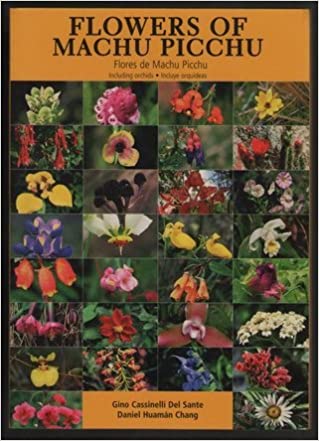 FLOWERS OF
MACHU PICCHU
Flores de Machu Picchu
Including orchids • Incluye orquídeas
Gino Cassinelli Del Sante
Daniel Huamán Chang